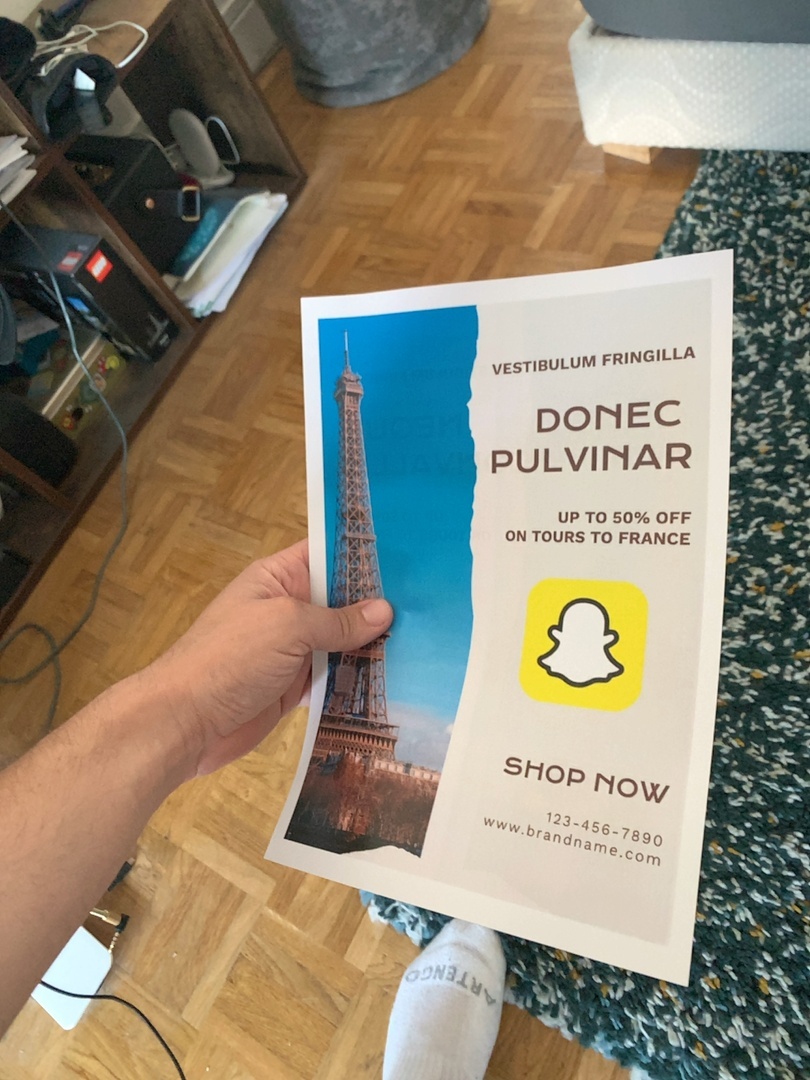 VESTIBULUM FRINGILLA
DONEC
PULVINAR
UP TO 50% OFF
ON TOURS TO FRANCE
SHOP NOW
123-456-7890
www.brandname.com
ARTENGO